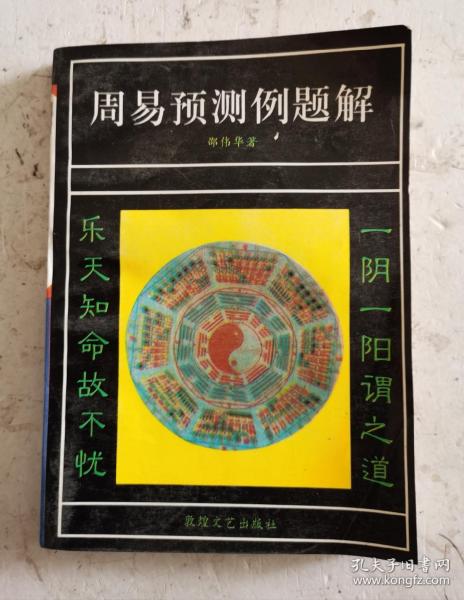 周易预测例题解
邵伟华著
一阴一阳谓之道
乐天知命故不忧
敦煌文艺出版社
孔夫子旧书网
www.kongfz.com